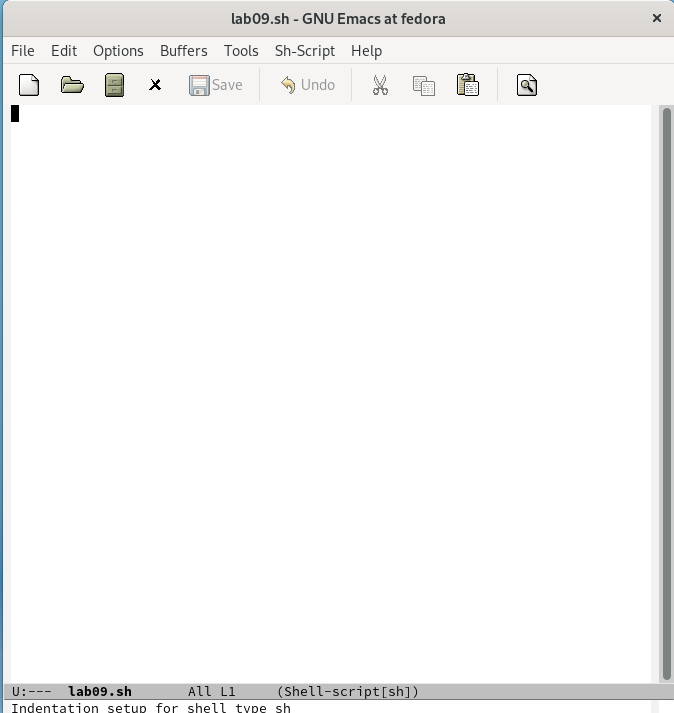 lab09.sh - GNU Emacs at fedora ×
File Edit Options Buffers Tools Sh-Script Help
Save Undo
U:--- lab09.sh All L1 (Shell-script[sh])
Indentation setup for shell type sh